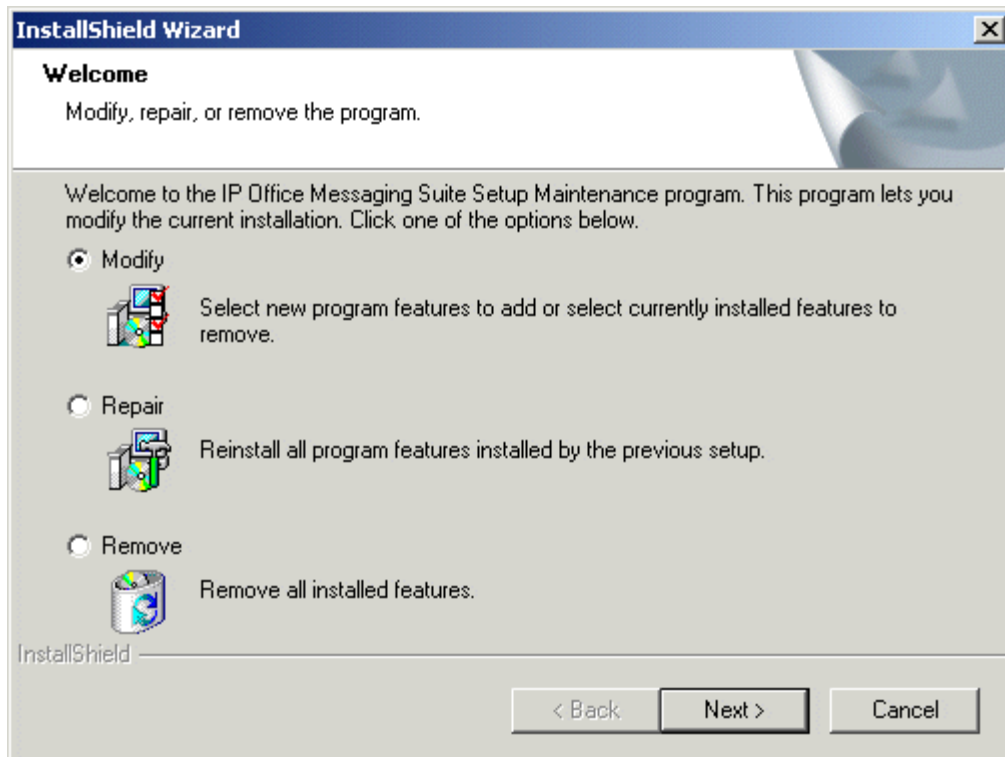 InstallShield Wizard
Welcome
Modify, repair, or remove the program.
Welcome to the IP Office Messaging Suite Setup Maintenance program. This program lets you
modify the current installation. Click one of the options below.
Modify
Select new program features to add or select currently installed features to
remove.
Repair
Reinstall all program features installed by the previous setup.
Remove
Remove all installed features.
InstallShield
< Back
Next >
Cancel